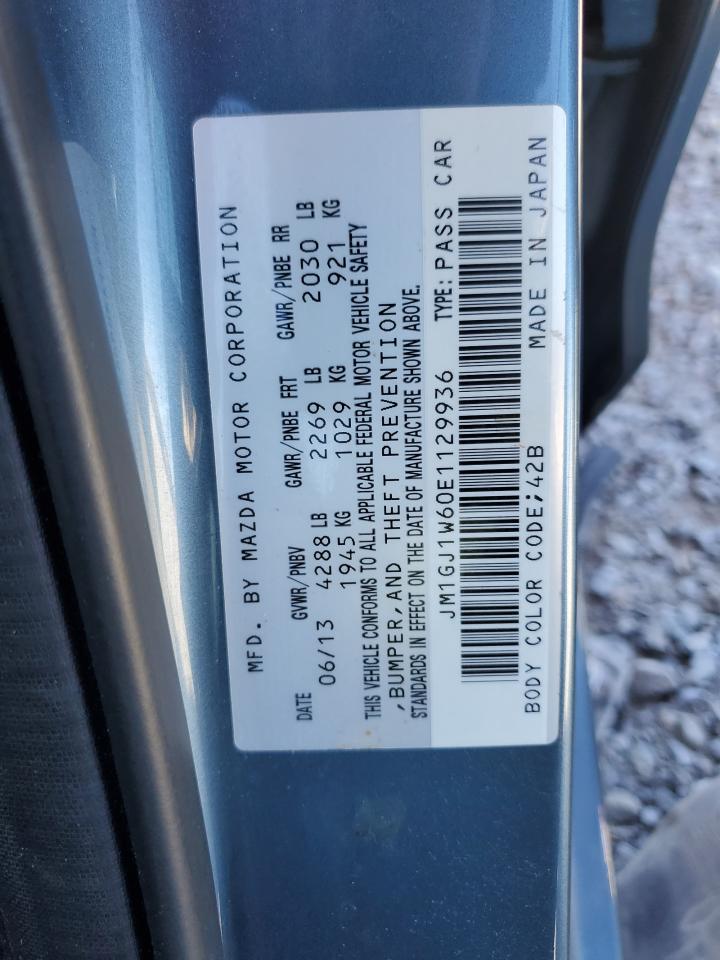 MFD. BY MAZDA MOTOR CORPORATION
DATE GVWR/PNBV GAWR/PNBE FRT GAWR/PNBE RR
06/13 4288 LB 2269 LB 2030 LB
1945 KG 1029 KG 921 KG
THIS VEHICLE CONFORMS TO ALL APPLICABLE FEDERAL MOTOR VEHICLE SAFETY
,BUMPER,AND THEFT PREVENTION
STANDARDS IN EFFECT ON THE DATE OF MANUFACTURE SHOWN ABOVE.
JM1GJ1W60E1129936 TYPE: PASS CAR
BODY COLOR CODE;42B MADE IN JAPAN